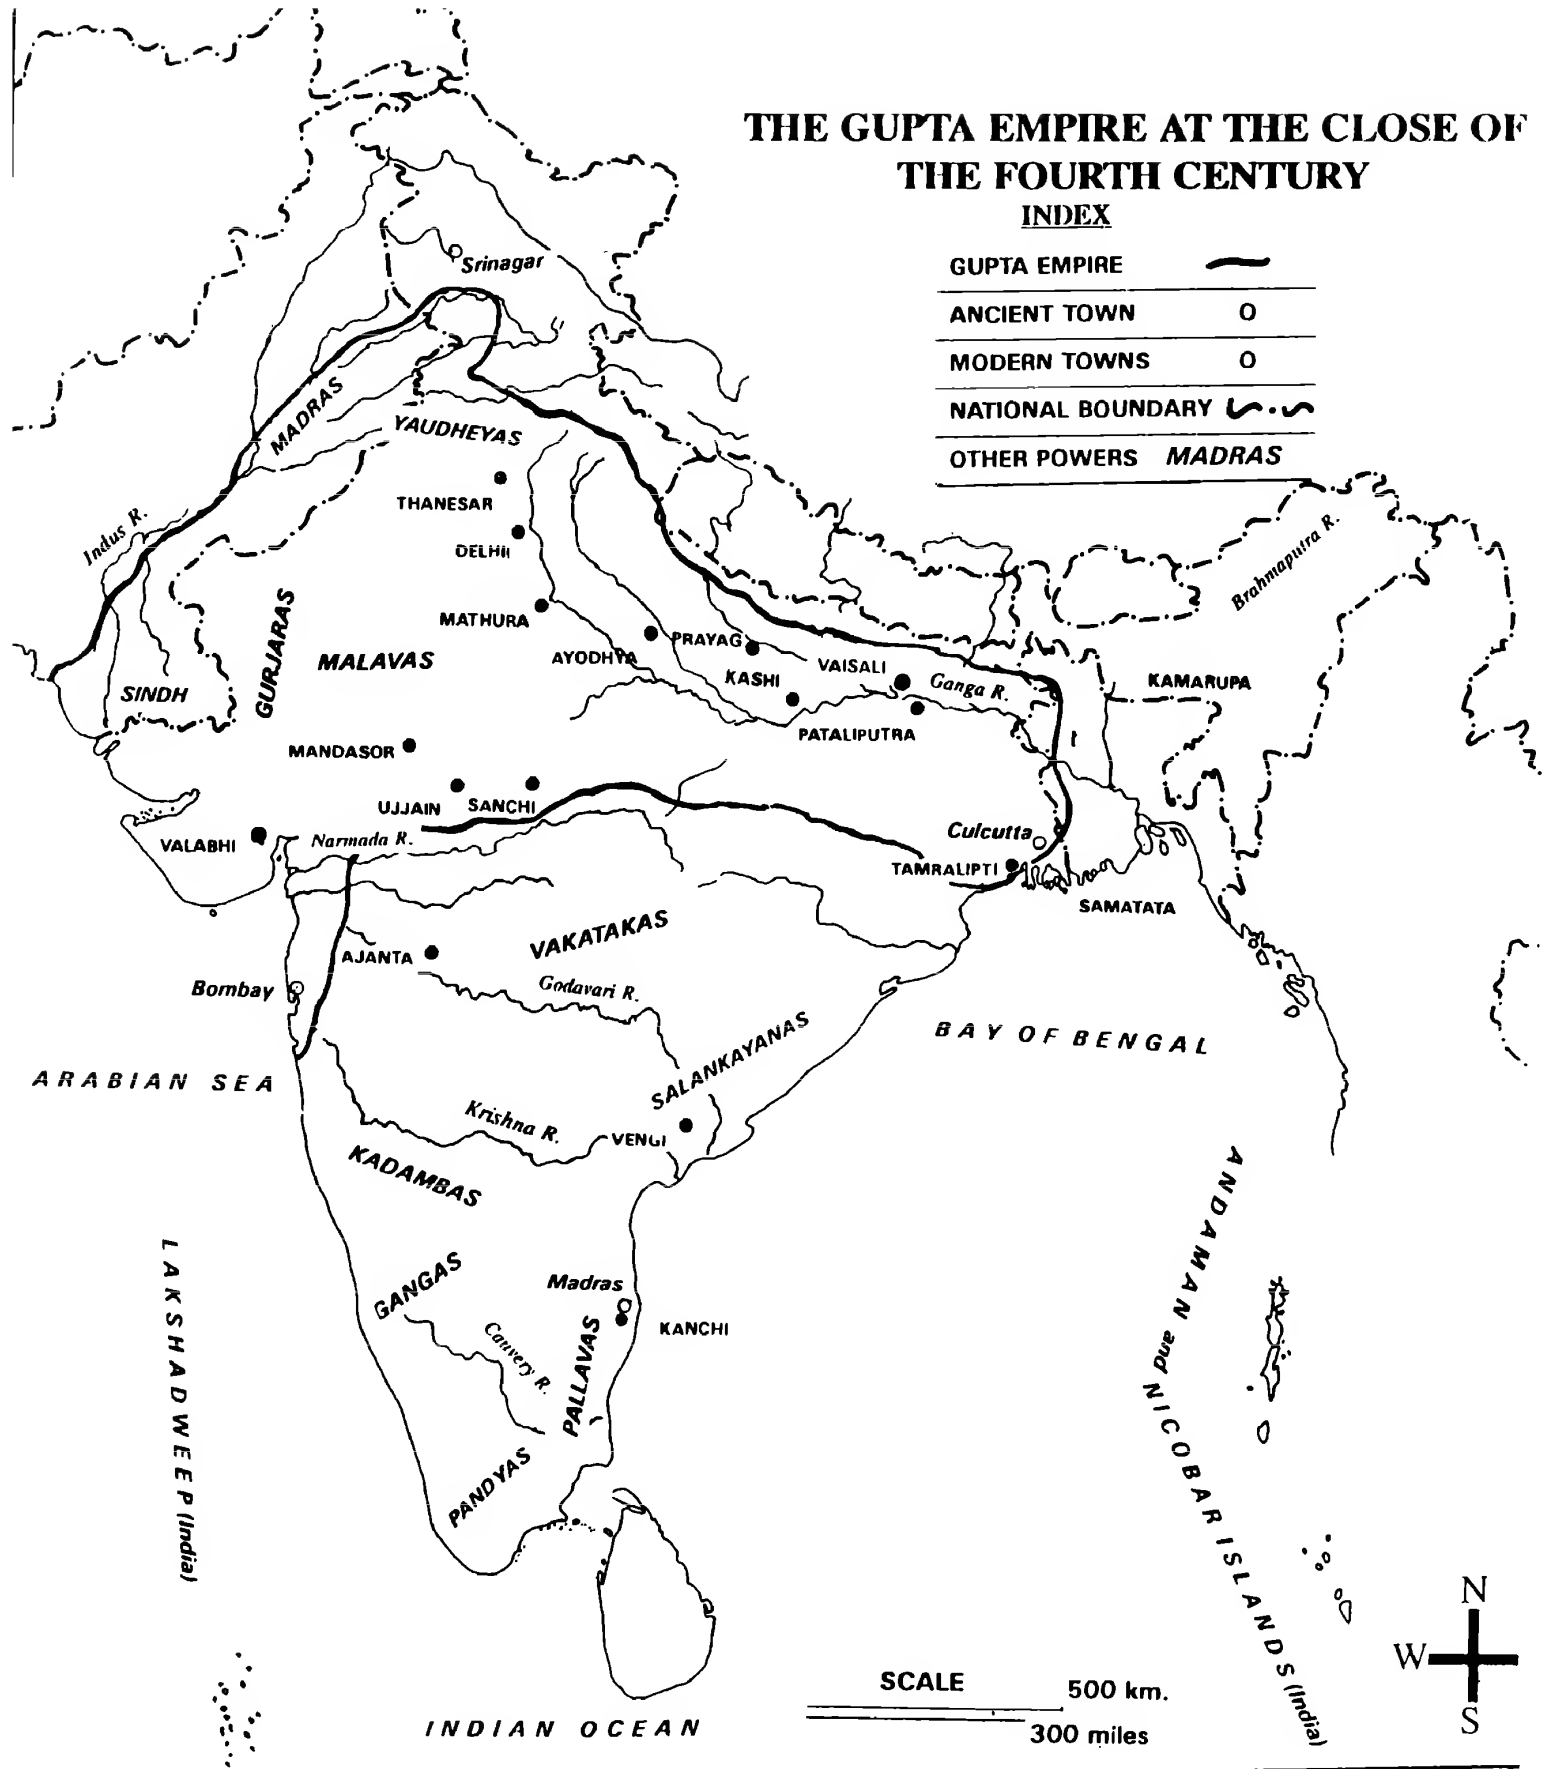 THE GUPTA EMPIRE AT THE CLOSE OF
THE FOURTH CENTURY
INDEX
GUPTA EMPIRE
ANCIENT TOWN
MODERN TOWNS
NATIONAL BOUNDARY
OTHER POWERS MADRAS
Srinagar
MADRAS
YAUDHEYAS
THANESAR
Indus R.
DELHI
Brahmaputra R.
MATHURA
GURJARAS
MALAVAS
AYODHYA
PRAYAG
KASHI
VAISALI
Ganga R.
KAMARUPA
SINDH
PATALIPUTRA
MANDASOR
UJJAIN
SANCHI
VALABHI
Narmada R.
Culcutta
TAMRALIPTI
SAMATATA
VAKATAKAS
AJANTA
Bombay
Godavari R.
BAY OF BENGAL
SALANKAYANAS
ARABIAN SEA
Krishna R.
VENGI
KADAMBAS
GANGAS
Madras
KANCHI
Cauvery R.
PALLAVAS
PANDYAS
LAKSHADWEEP (India)
ANDAMAN and NICOBAR ISLANDS (India)
INDIAN OCEAN
SCALE
500 km.
300 miles
N
W
S